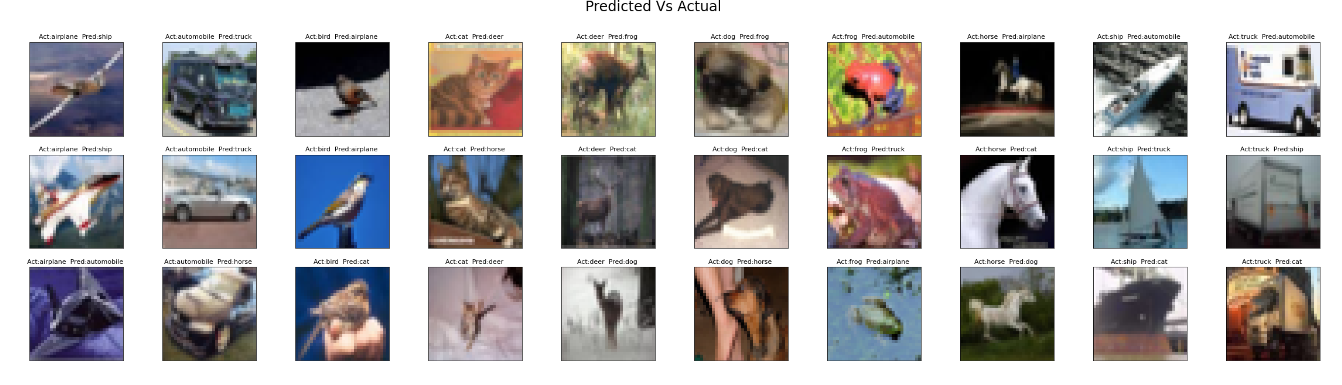 Predicted Vs Actual
Act:airplane Pred:ship Act:automobile Pred:truck Act:bird Pred:airplane Act:cat Pred:deer Act:deer Pred:frog Act:dog Pred:frog Act:frog Pred:automobile Act:horse Pred:airplane Act:ship Pred:automobile Act:truck Pred:automobile
Act:airplane Pred:ship Act:automobile Pred:truck Act:bird Pred:airplane Act:cat Pred:horse Act:deer Pred:cat Act:dog Pred:cat Act:frog Pred:truck Act:horse Pred:cat Act:ship Pred:truck Act:truck Pred:ship
Act:airplane Pred:automobile Act:automobile Pred:horse Act:bird Pred:cat Act:cat Pred:deer Act:deer Pred:dog Act:dog Pred:horse Act:frog Pred:airplane Act:horse Pred:dog Act:ship Pred:cat Act:truck Pred:cat